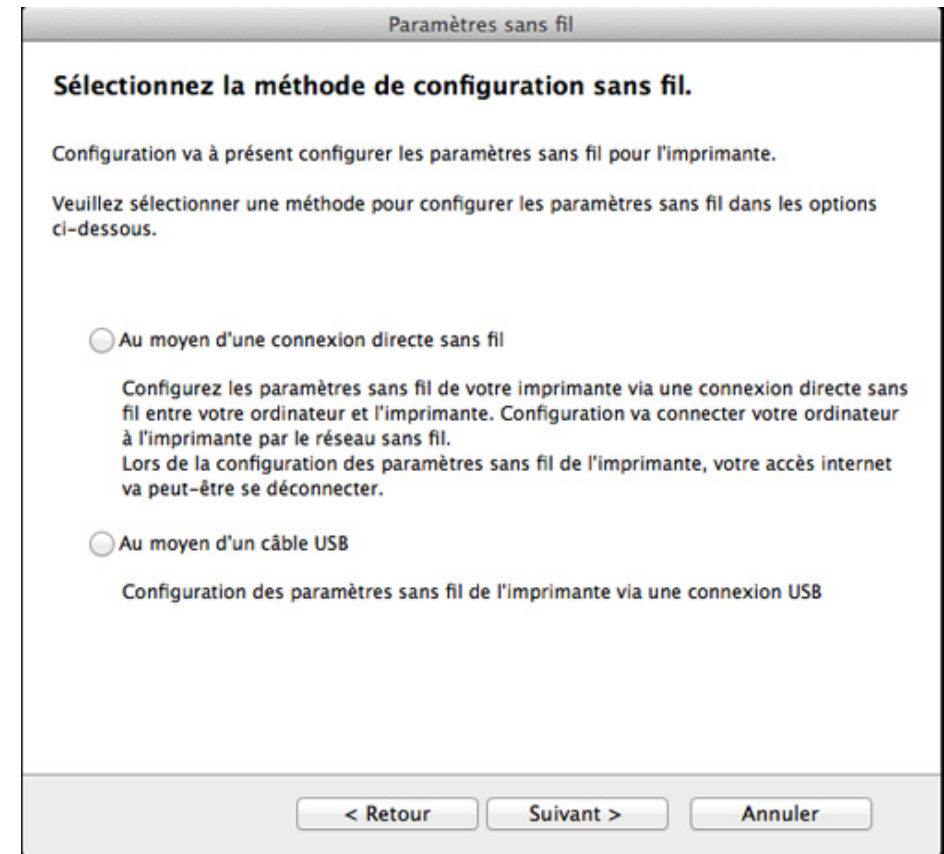 Paramètres sans fil
Sélectionnez la méthode de configuration sans fil.
Configuration va à présent configurer les paramètres sans fil pour l'imprimante.
Veuillez sélectionner une méthode pour configurer les paramètres sans fil dans les options
ci-dessous.
Au moyen d'une connexion directe sans fil
Configurez les paramètres sans fil de votre imprimante via une connexion directe sans
fil entre votre ordinateur et l'imprimante. Configuration va connecter votre ordinateur
à l'imprimante par le réseau sans fil.
Lors de la configuration des paramètres sans fil de l'imprimante, votre accès internet
va peut-être se déconnecter.
Au moyen d'un câble USB
Configuration des paramètres sans fil de l'imprimante via une connexion USB
< Retour Suivant > Annuler